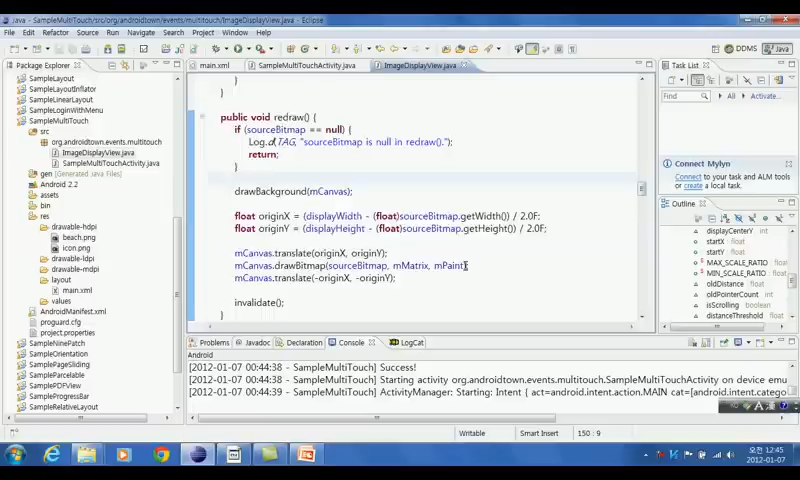 Java - SampleMultiTouch/src/org/androidtown/events/multitouch/ImageDisplayView.java - Eclipse
File Edit Source Refactor Navigate Search Project Run Window Help
DDMS Java
Package Explorer
SampleLayout
SampleLayoutInflator
SampleLinearLayout
SampleLoginWithMenu
SampleMultiTouch
src
org.androidtown.events.multitouch
ImageDisplayView.java
SampleMultiTouchActivity.java
gen [Generated Java Files]
Android 2.2
assets
bin
res
drawable-hdpi
beach.png
icon.png
drawable-ldpi
drawable-mdpi
layout
main.xml
values
AndroidManifest.xml
proguard.cfg
project.properties
SampleNinePatch
SampleOrientation
SamplePageSliding
SampleParcelable
SamplePDFView
SampleProgressBar
SampleRelativeLayout
main.xml SampleMultiTouchActivity.java ImageDisplayView.java
}
}
public void redraw() {
if (sourceBitmap == null) {
Log.d(TAG, "sourceBitmap is null in redraw().");
return;
}
drawBackground(mCanvas);
float originX = (displayWidth - (float)sourceBitmap.getWidth()) / 2.0F;
float originY = (displayHeight - (float)sourceBitmap.getHeight()) / 2.0F;
mCanvas.translate(originX, originY);
mCanvas.drawBitmap(sourceBitmap, mMatrix, mPaint);
mCanvas.translate(-originX, -originY);
invalidate();
}
Task List
Find All Activate...
Connect Mylyn
Connect to your task and ALM tools
or create a local task.
Outline
displayCenterY : float
startX : float
startY : float
MAX_SCALE_RATIO : float
MIN_SCALE_RATIO : float
oldDistance : float
oldPointerCount : int
distanceThreshold : float
Problems Javadoc Declaration Console LogCat
Android
[2012-01-07 00:44:38 - SampleMultiTouch] Success!
[2012-01-07 00:44:38 - SampleMultiTouch] Starting activity org.androidtown.events.multitouch.SampleMultiTouchActivity on device emu
[2012-01-07 00:44:39 - SampleMultiTouch] ActivityManager: Starting: Intent { act=android.intent.action.MAIN cat=[android.intent.catego
Writable Smart Insert 150 : 9
오전 12:45
2012-01-07